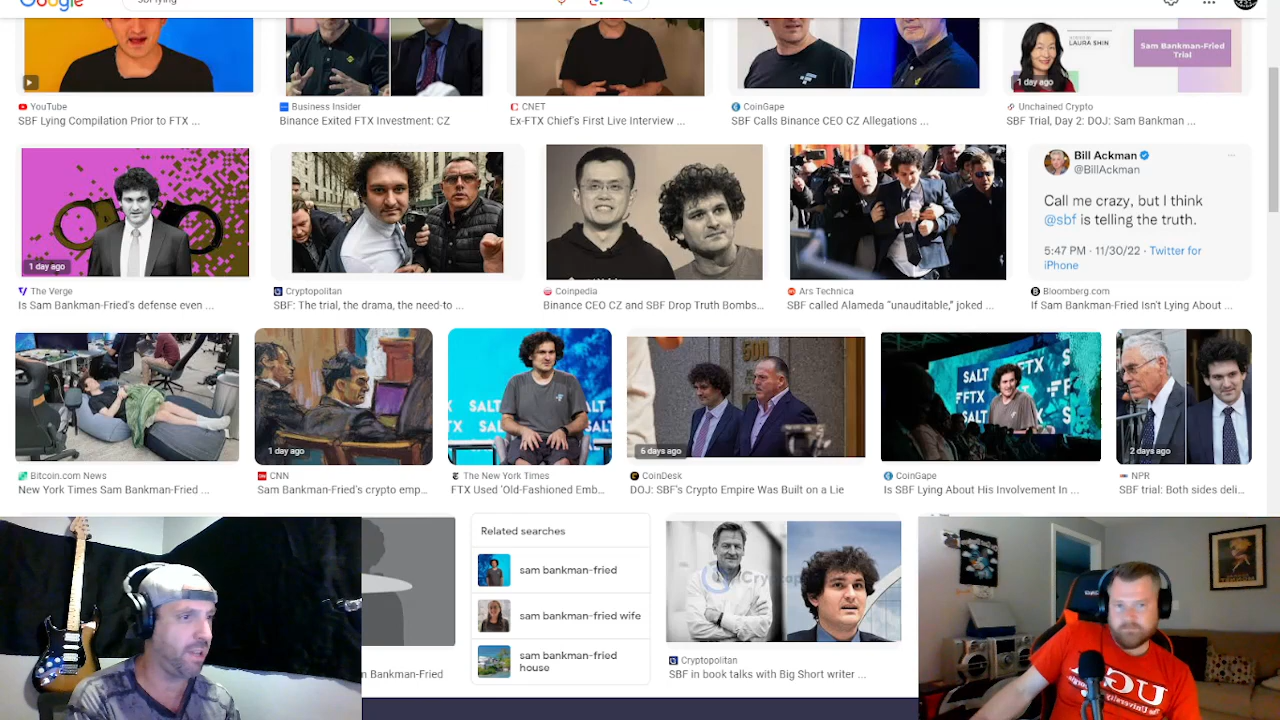 Google
sbf lying
HOSTED BY
LAURA SHIN
Sam Bankman-Fried
Trial
1 day ago
YouTube
SBF Lying Compilation Prior to FTX ...
Business Insider
Binance Exited FTX Investment: CZ
CNET
Ex-FTX Chief's First Live Interview ...
CoinGape
SBF Calls Binance CEO CZ Allegations ...
Unchained Crypto
SBF Trial, Day 2: DOJ: Sam Bankman ...
1 day ago
Bill Ackman
@BillAckman
Call me crazy, but I think
@sbf is telling the truth.
5:47 PM · 11/30/22 · Twitter for
iPhone
The Verge
Is Sam Bankman-Fried's defense even ...
Cryptopolitan
SBF: The trial, the drama, the need-to ...
Coinpedia
Binance CEO CZ and SBF Drop Truth Bombs...
Ars Technica
SBF called Alameda "unauditable," joked ...
Bloomberg.com
If Sam Bankman-Fried Isn't Lying About ...
1 day ago
SALT
FTX
SALT
500
6 days ago
SALT
FTX
SALT
2 days ago
Bitcoin.com News
New York Times Sam Bankman-Fried ...
CNN
Sam Bankman-Fried's crypto emp...
The New York Times
FTX Used 'Old-Fashioned Emb...
CoinDesk
DOJ: SBF's Crypto Empire Was Built on a Lie
CoinGape
Is SBF Lying About His Involvement In ...
NPR
SBF trial: Both sides deli...
Related searches
sam bankman-fried
sam bankman-fried wife
sam bankman-fried
house
n Bankman-Fried
Cryptopolitan
SBF in book talks with Big Short writer ...
UGA